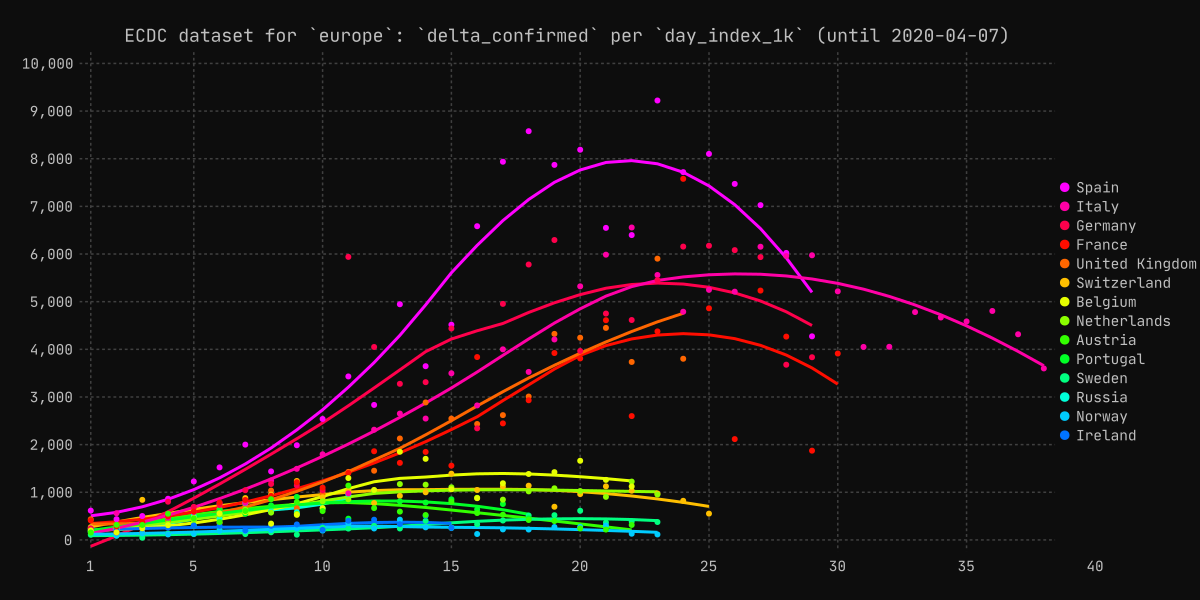 ECDC dataset for `europe`: `delta_confirmed` per `day_index_1k` (until 2020-04-07)
10,000
9,000
8,000
7,000
6,000
5,000
4,000
3,000
2,000
1,000
0
1 5 10 15 20 25 30 35 40
Spain
Italy
Germany
France
United Kingdom
Switzerland
Belgium
Netherlands
Austria
Portugal
Sweden
Russia
Norway
Ireland